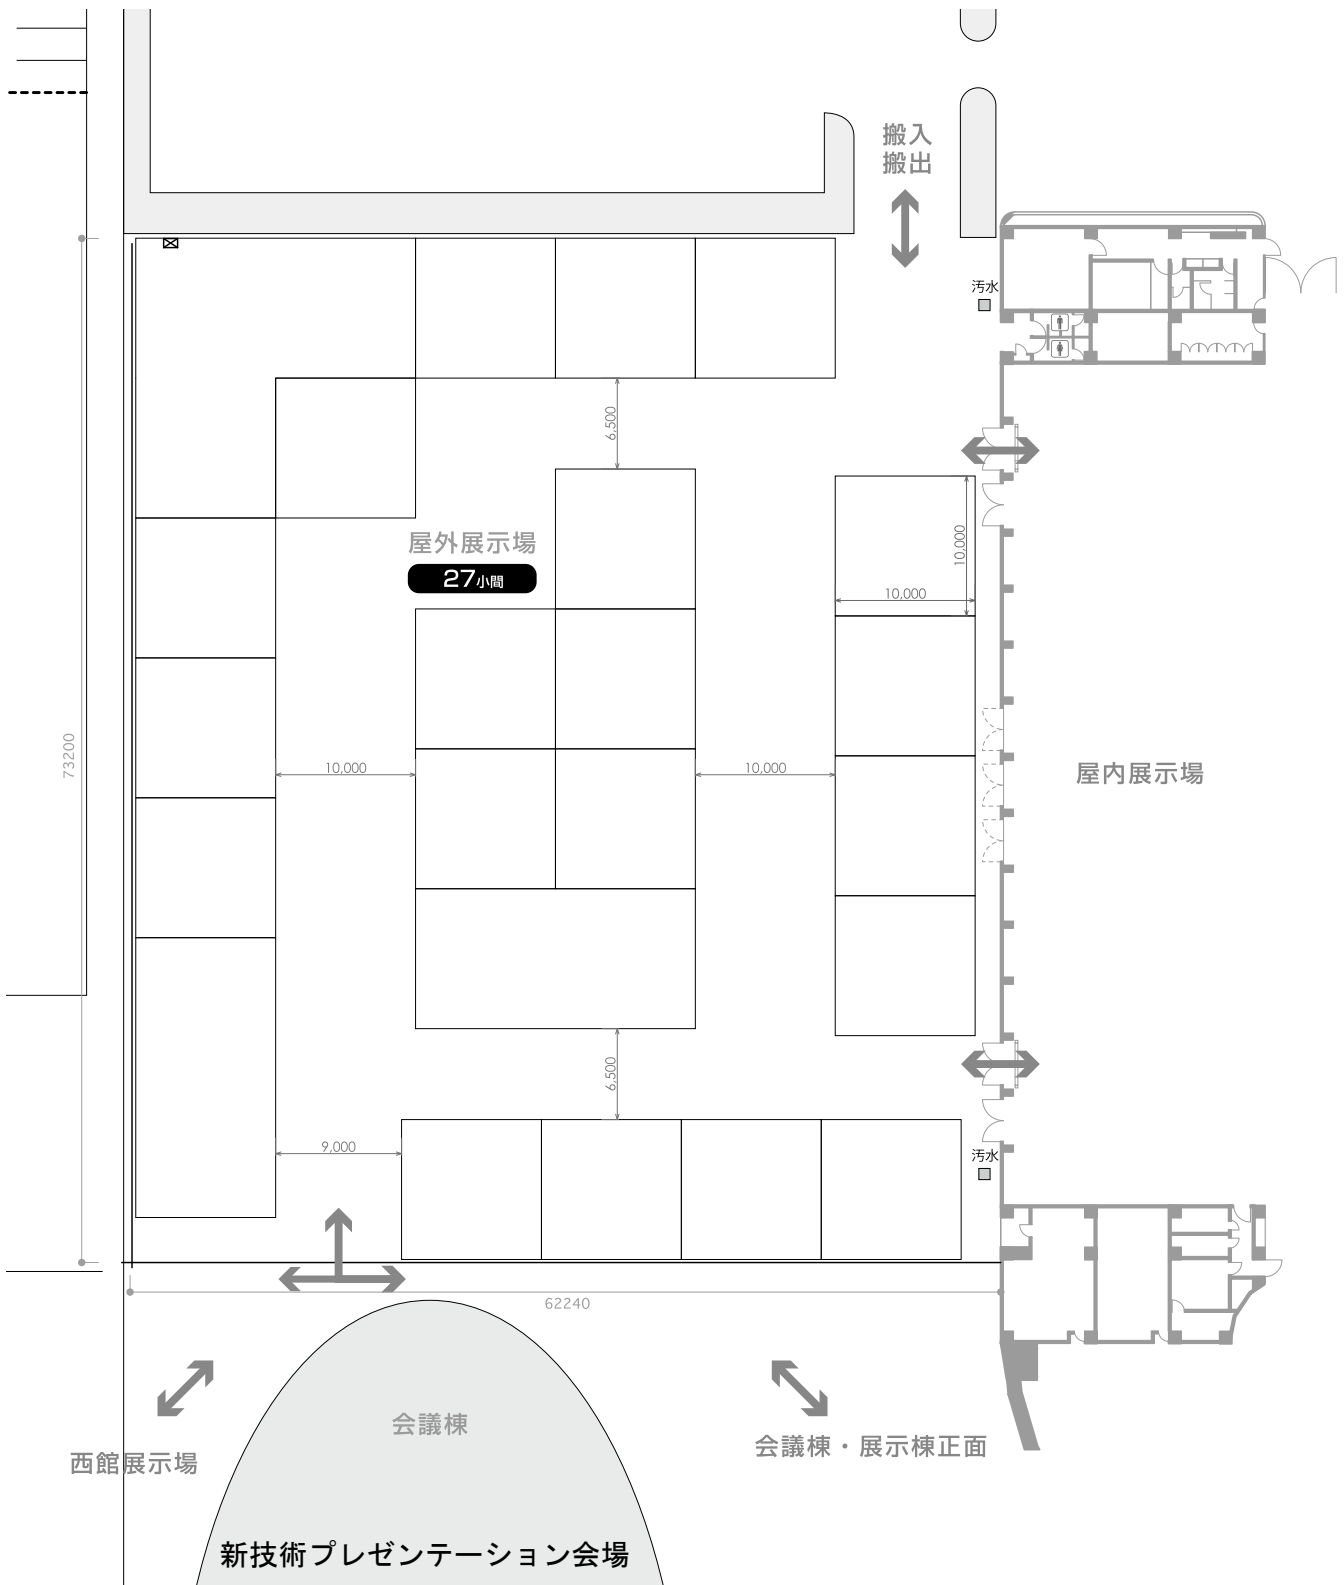 搬入
搬出
汚水
6,500
屋外展示場
27小間
10,000
10,000
73200
10,000
10,000
屋内展示場
6,500
9,000
汚水
62240
会議棟
会議棟・展示棟正面
西館展示場
新技術プレゼンテーション会場